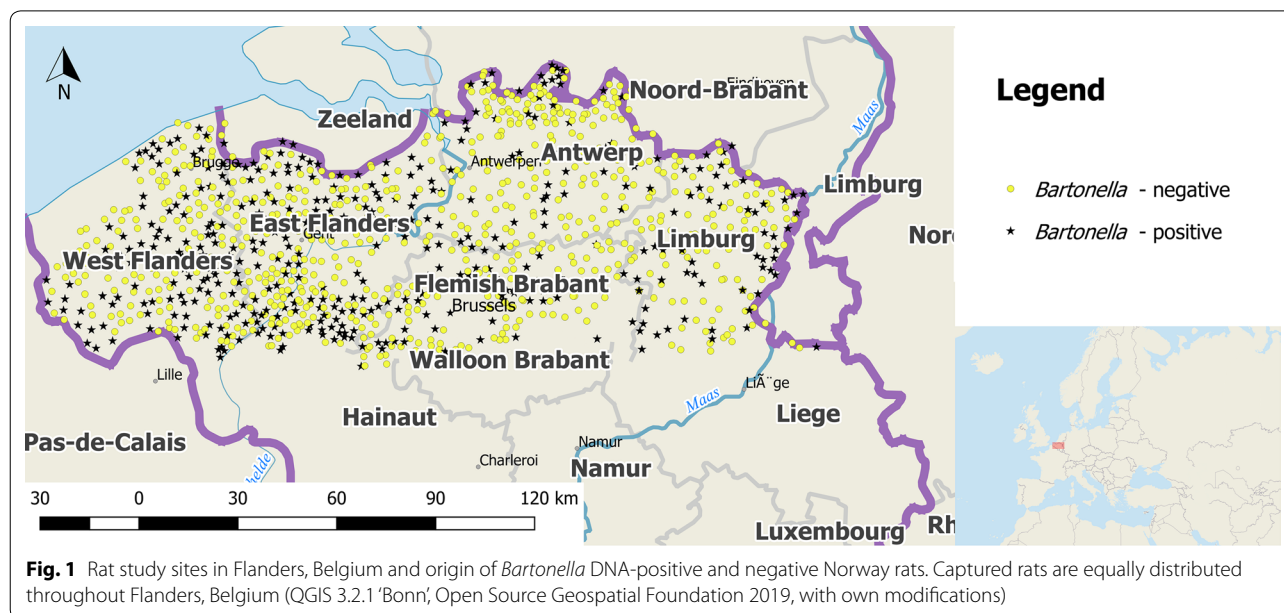 N
Zeeland
Noord-Brabant
Eindhoven
Maas
Brugge
Antwerpen
Antwerp
Limburg
East Flanders
Gent
West Flanders
Limburg
Flemish Brabant
Brussels
Walloon Brabant
Lille
LiÃ¨ge
Maas
Hainaut
Liege
Pas-de-Calais
Namur
Namur
Charleroi
helde
Luxembourg
Rh
30 0 30 60 90 120 km
Legend
Bartonella - negative
Bartonella - positive
Fig. 1 Rat study sites in Flanders, Belgium and origin of Bartonella DNA-positive and negative Norway rats. Captured rats are equally distributed
throughout Flanders, Belgium (QGIS 3.2.1 ‘Bonn’, Open Source Geospatial Foundation 2019, with own modifications)